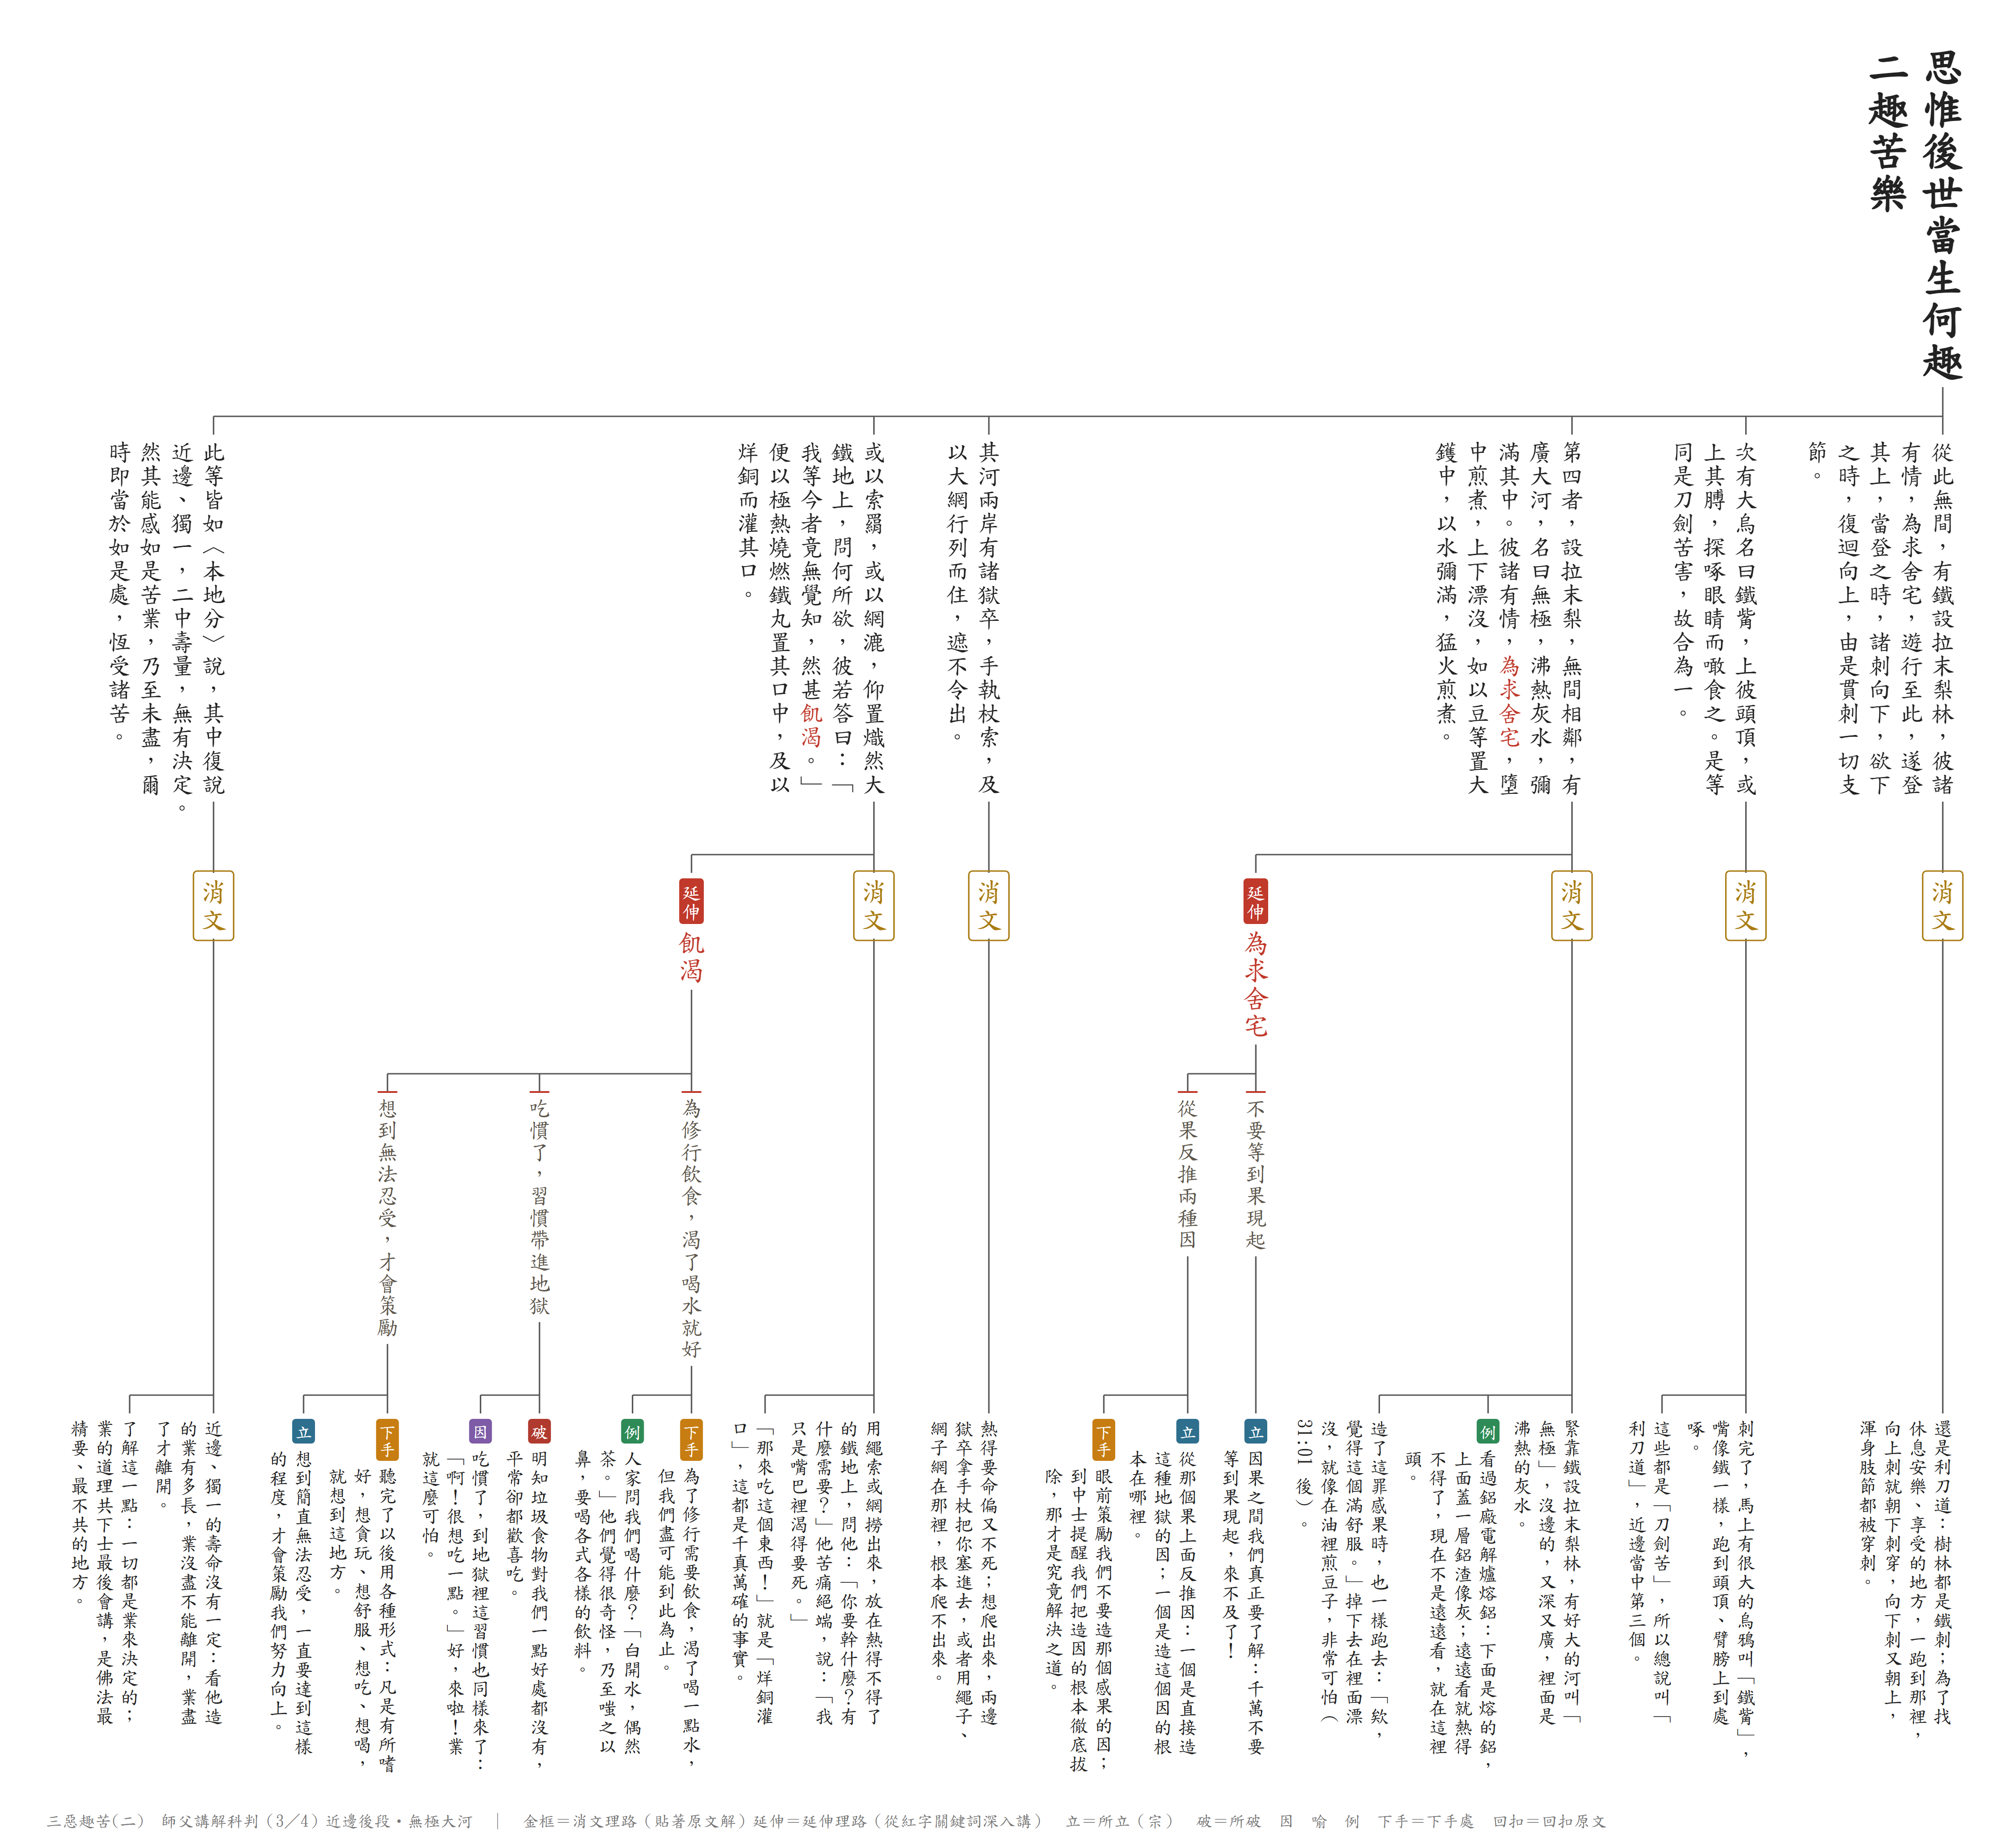 思惟後世當生何趣
二趣苦樂
從此無間，有鐵設拉末梨林，彼諸
有情，為求舍宅，遊行至此，遂登
其上，當登之時，諸刺向下，欲下
之時，復迴向上，由是貫刺一切支
節。
次有大烏名曰鐵觜，上彼頭頂，或
上其膊，探啄眼睛而噉食之。是等
同是刀劍苦害，故合為一。
第四者，設拉末梨，無間相鄰，有
廣大河，名曰無極，沸熱灰水，彌
滿其中。彼諸有情，為求舍宅，墮
中煎煮，上下漂沒，如以豆等置大
鑊中，以水彌滿，猛火煎煮。
其河兩岸有諸獄卒，手執杖索，及
以大網行列而住，遮不令出。
或以索羂，或以網漉，仰置熾然大
鐵地上，問何所欲，彼若答曰：「
我等今者竟無覺知，然甚飢渴。」
便以極熱燒燃鐵丸置其口中，及以
烊銅而灌其口。
此等皆如〈本地分〉說，其中復說
近邊、獨一，二中壽量，無有決定。
然其能感如是苦業，乃至未盡，爾
時即當於如是處，恆受諸苦。
消文
消文
消文
延伸
為求舍宅
消文
消文
延伸
飢渴
消文
不要等到果現起
從果反推兩種因
為修行飲食，渴了喝水就好
吃慣了，習慣帶進地獄
想到無法忍受，才會策勵
還是利刀道：樹林都是鐵刺；為了找
休息安樂、享受的地方，一跑到那裡，
向上刺就朝下刺穿，向下刺又朝上，
渾身肢節都被穿刺。
刺完了，馬上有很大的烏鴉叫「鐵觜」，
嘴像鐵一樣，跑到頭頂、臂膀上到處
啄。
這些都是「刀劍苦」，所以總說叫「
利刀道」，近邊當中第三個。
緊靠鐵設拉末梨林，有好大的河叫「
無極」，沒邊的，又深又廣，裡面是
沸熱的灰水。
例
看過鋁廠電解爐熔鋁：下面是熔的鋁，
上面蓋一層鋁渣像灰；遠遠看就熱得
不得了，現在不是遠遠看，就在這裡
頭。
造了這罪感果時，也一樣跑去：「欸，
覺得這個滿舒服。」掉下去在裡面漂
沒，就像在油裡煎豆子，非常可怕（
31:01 後）。
立
因果之間我們真正要了解：千萬不要
等到果現起，來不及了！
立
從那個果上面反推因：一個是直接造
這種地獄的因；一個是造這個因的根
本在哪裡。
下手
眼前策勵我們不要造那個感果的因；
到中士提醒我們把造因的根本徹底拔
除，那才是究竟解決之道。
熱得要命偏又不死；想爬出來，兩邊
獄卒拿手杖把你塞進去，或者用繩子、
網子網在那裡，根本爬不出來。
用繩索或網撈出來，放在熱得不得了
的鐵地上，問他：「你要幹什麼？有
什麼需要？」他苦痛絕端，說：「我
只是嘴巴裡渴得要死。」
「那來吃這個東西！」就是「烊銅灌
口」，這都是千真萬確的事實。
下手
為了修行需要飲食，渴了喝一點水，
但我們盡可能到此為止。
例
人家問我們喝什麼？「白開水，偶然
茶。」他們覺得很奇怪，乃至嗤之以
鼻，要喝各式各樣的飲料。
破
明知垃圾食物對我們一點好處都沒有，
平常卻都歡喜吃。
因
吃慣了，到地獄裡這習慣也同樣來了：
「啊！很想吃一點。」好，來啦！業
就這麼可怕。
下手
聽完了以後用各種形式：凡是有所嗜
好，想貪玩、想舒服、想吃、想喝，
就想到這地方。
立
想到簡直無法忍受，一直要達到這樣
的程度，才會策勵我們努力向上。
近邊、獨一的壽命沒有一定：看他造
的業有多長，業沒盡不能離開，業盡
了才離開。
了解這一點：一切都是業來決定的；
業的道理共下士最後會講，是佛法最
精要、最不共的地方。
三惡趣苦(二)　師父講解科判（3／4）近邊後段・無極大河　｜　金框＝消文理路（貼著原文解）延伸＝延伸理路（從紅字關鍵詞深入講）　立＝所立（宗）　破＝所破　因　喻　例　下手＝下手處　回扣＝回扣原文